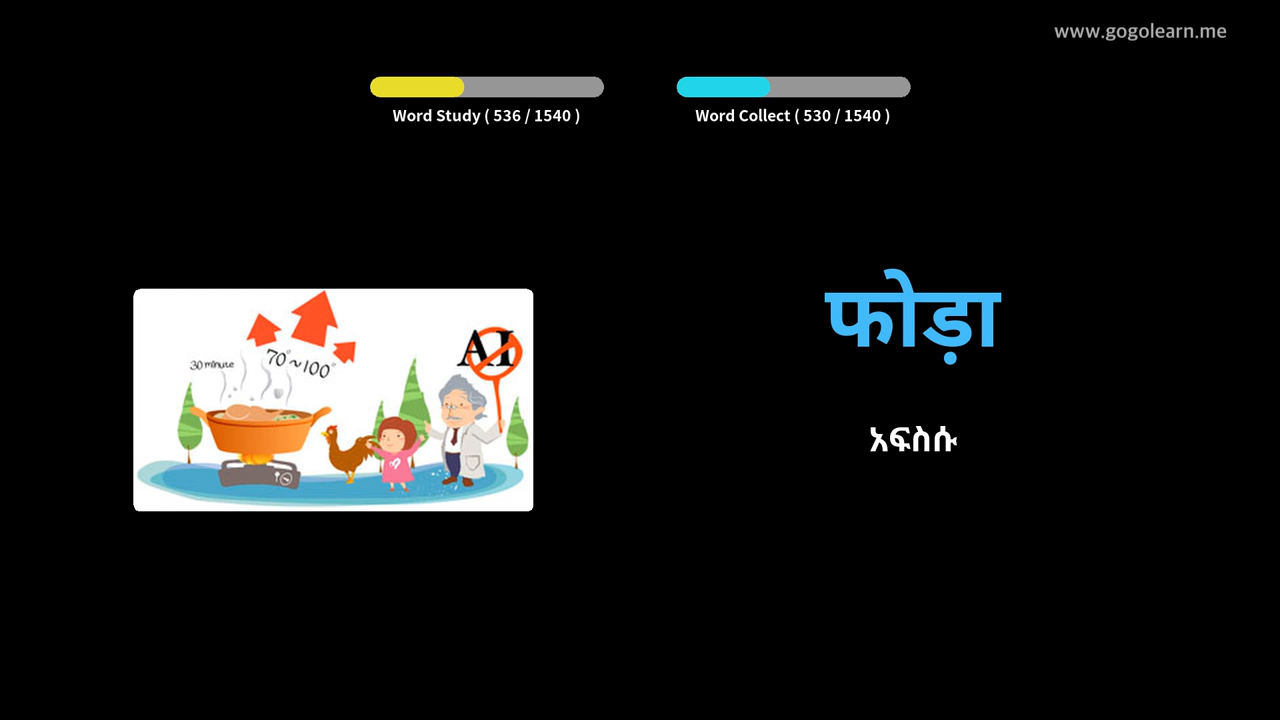 www.gogolearn.me
Word Study ( 536 / 1540 )
Word Collect ( 530 / 1540 )
30 minute
70°~100°
AI
फोड़ा
አፍስሱ